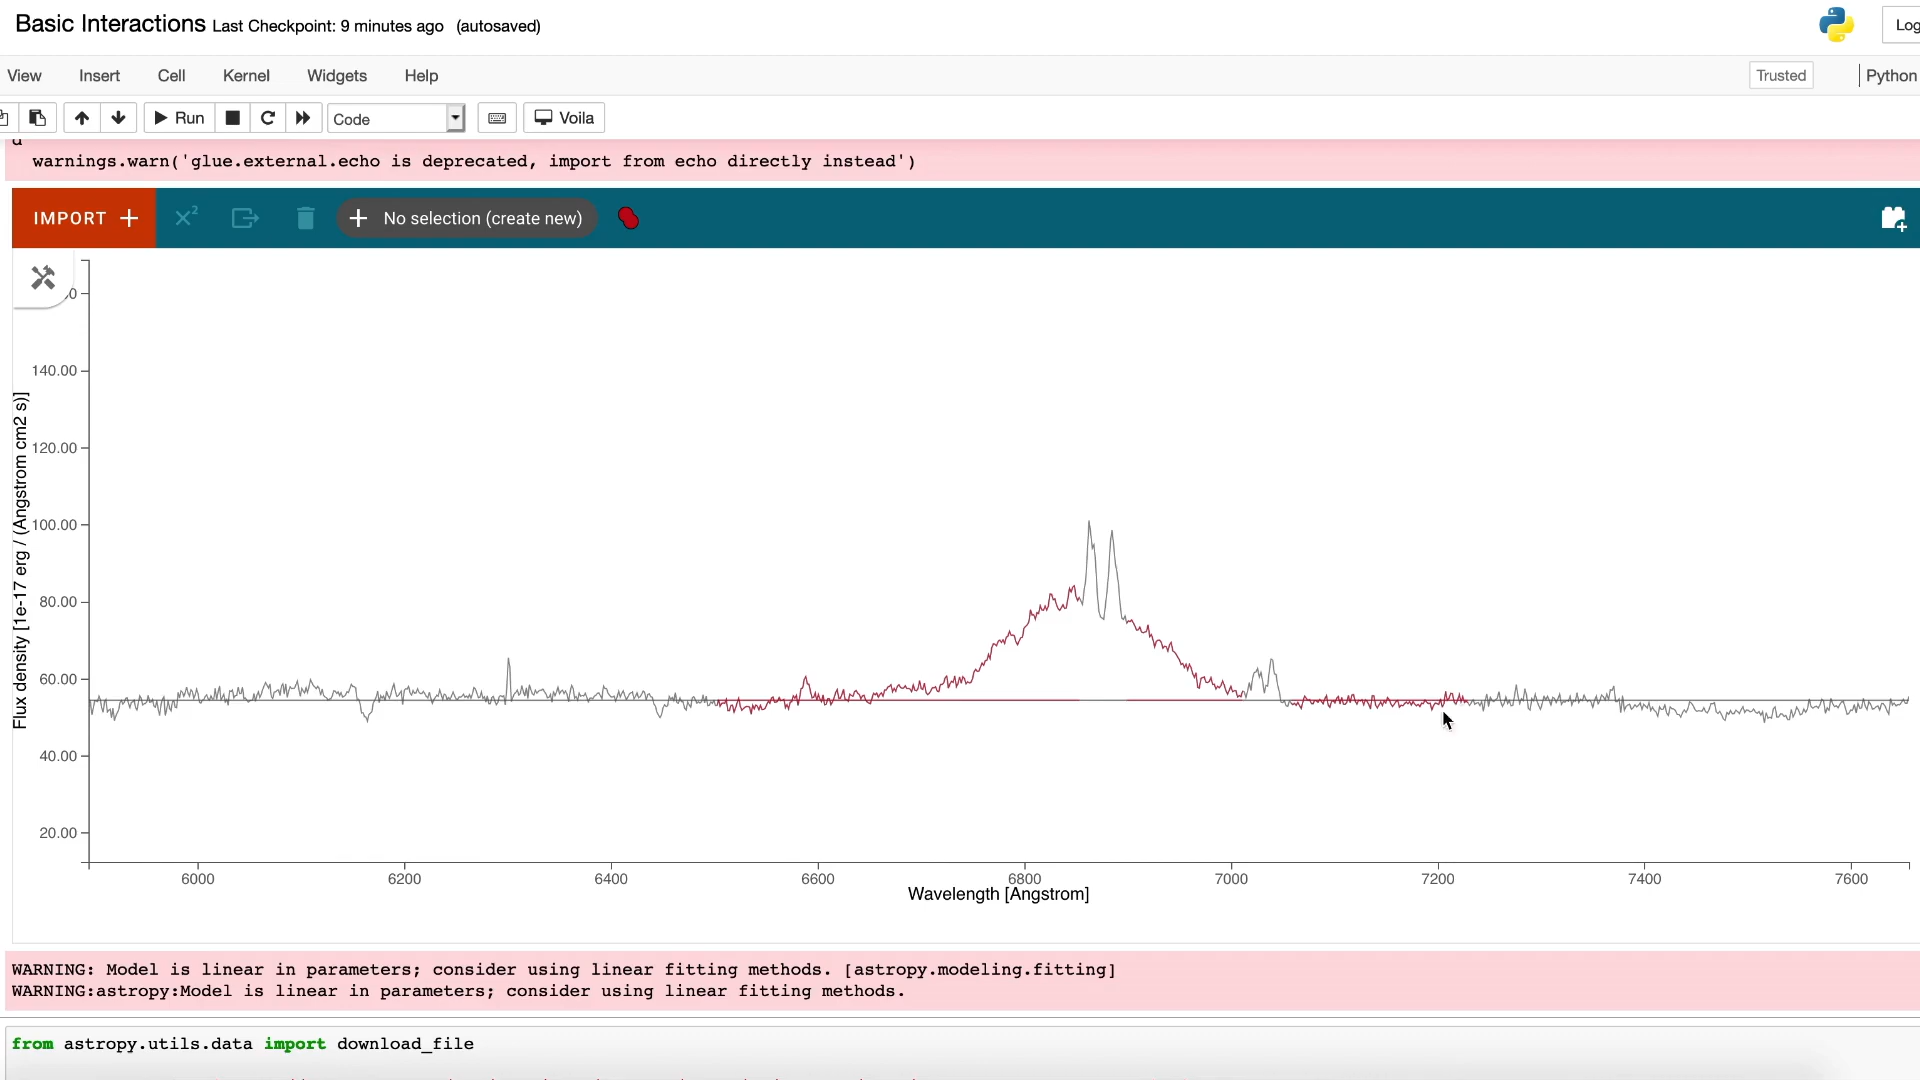 Basic Interactions Last Checkpoint: 9 minutes ago (autosaved)
View Insert Cell Kernel Widgets Help Trusted Python
Run Code Voila
warnings.warn('glue.external.echo is deprecated, import from echo directly instead')
IMPORT + X2 + No selection (create new)
140.00
120.00
100.00
80.00
60.00
40.00
20.00
Flux density [1e-17 erg / (Angstrom cm2 s)]
6000 6200 6400 6600 6800 7000 7200 7400 7600
Wavelength [Angstrom]
WARNING: Model is linear in parameters; consider using linear fitting methods. [astropy.modeling.fitting]
WARNING:astropy:Model is linear in parameters; consider using linear fitting methods.
from astropy.utils.data import download_file